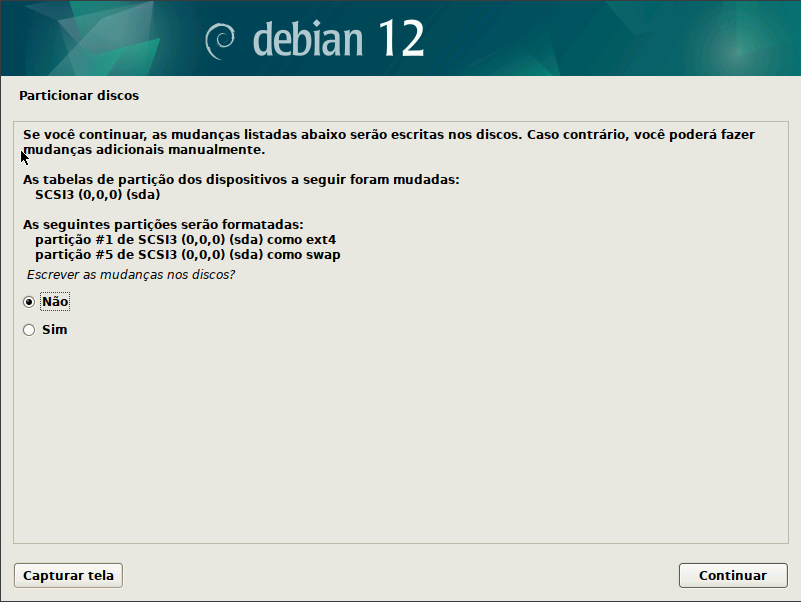 debian 12
Particionar discos
Se você continuar, as mudanças listadas abaixo serão escritas nos discos. Caso contrário, você poderá fazer
mudanças adicionais manualmente.
As tabelas de partição dos dispositivos a seguir foram mudadas:
SCSI3 (0,0,0) (sda)
As seguintes partições serão formatadas:
partição #1 de SCSI3 (0,0,0) (sda) como ext4
partição #5 de SCSI3 (0,0,0) (sda) como swap
Escrever as mudanças nos discos?
Não
Sim
Capturar tela
Continuar